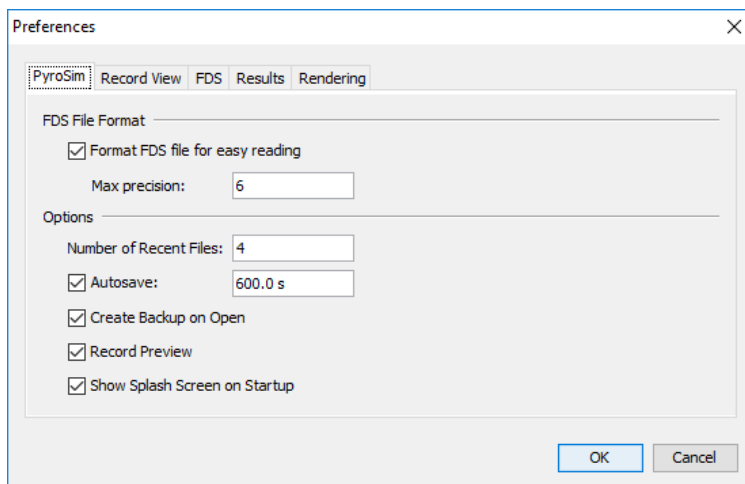 Preferences
PyroSim Record View FDS Results Rendering
FDS File Format
Format FDS file for easy reading
Max precision: 6
Options
Number of Recent Files: 4
Autosave: 600.0 s
Create Backup on Open
Record Preview
Show Splash Screen on Startup
OK Cancel